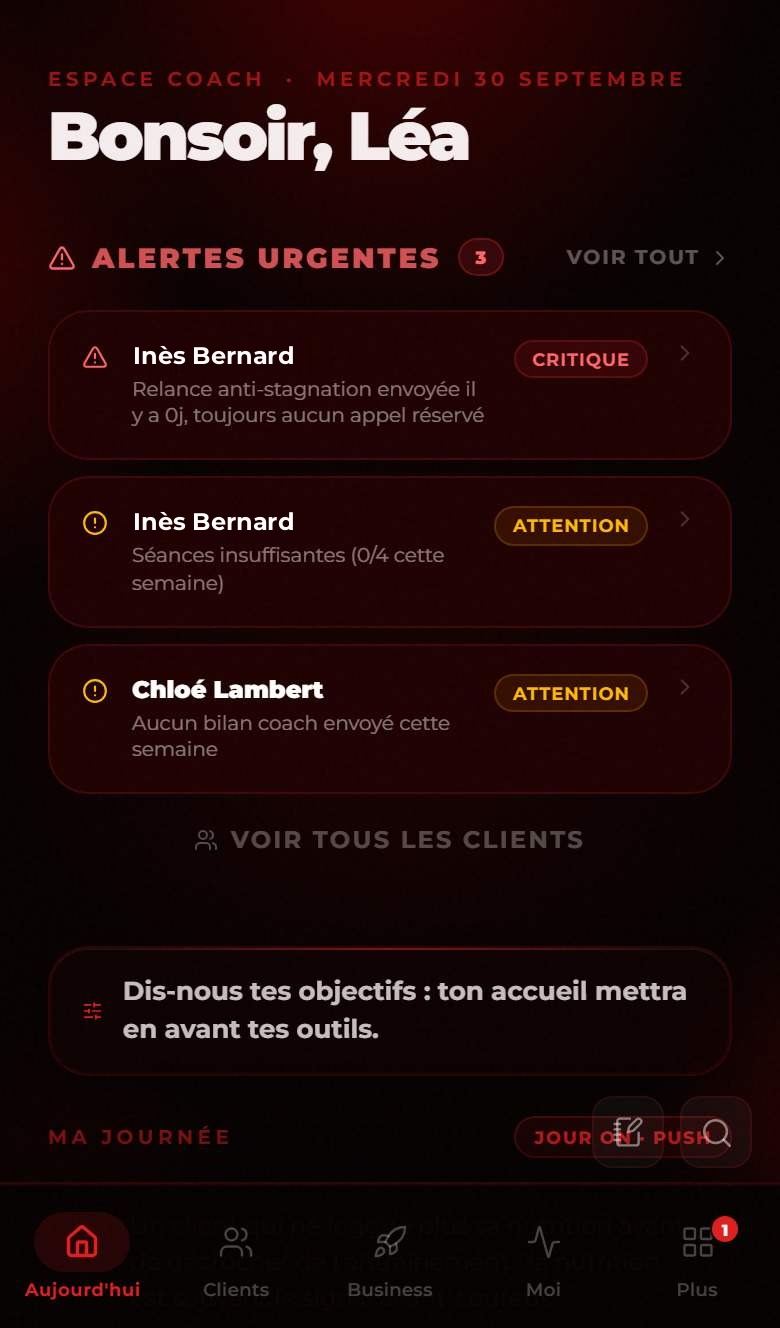 ESPACE COACH · MERCREDI 30 SEPTEMBRE
Bonsoir, Léa
ALERTES URGENTES 3 VOIR TOUT
Inès Bernard CRITIQUE
Relance anti-stagnation envoyée il
y a 0j, toujours aucun appel réservé
Inès Bernard ATTENTION
Séances insuffisantes (0/4 cette
semaine)
Chloé Lambert ATTENTION
Aucun bilan coach envoyé cette
semaine
VOIR TOUS LES CLIENTS
Dis-nous tes objectifs : ton accueil mettra
en avant tes outils.
MA JOURNÉE JOUR ON · PUSH
1
Aujourd'hui Clients Business Moi Plus